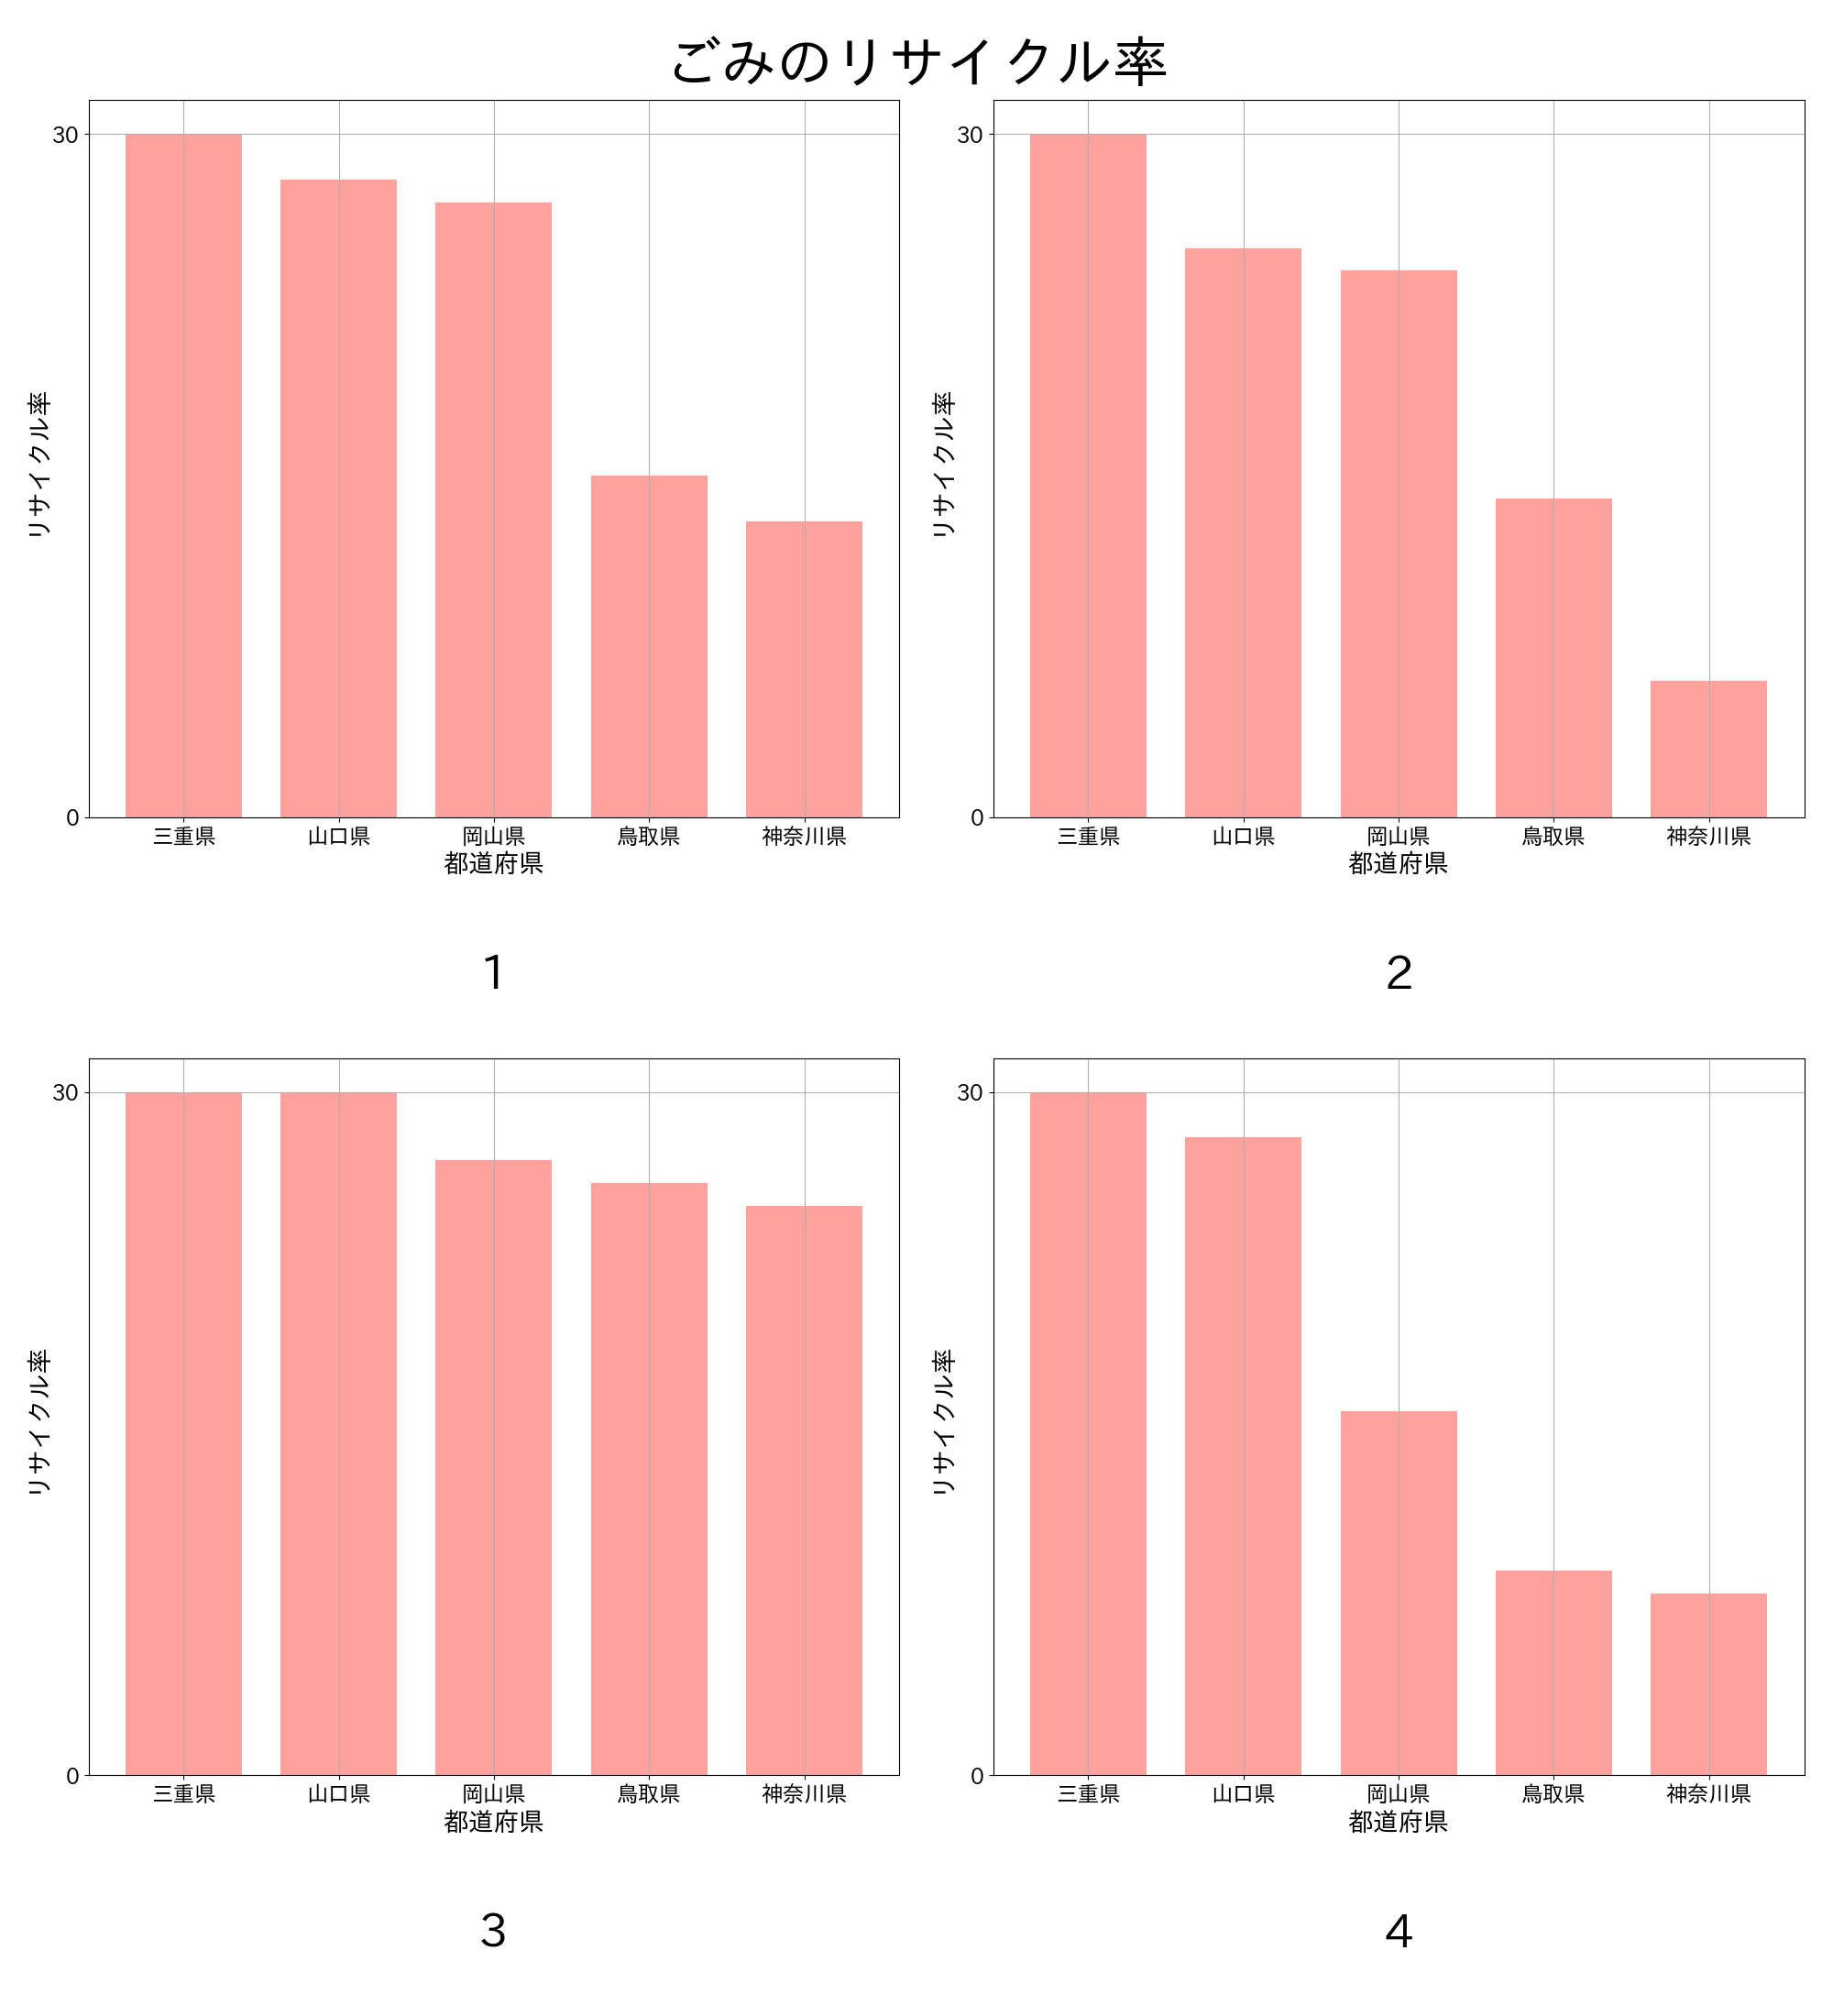 ごみのリサイクル率
30
0
リサイクル率
三重県 山口県 岡山県 鳥取県 神奈川県
都道府県
1
30
0
リサイクル率
三重県 山口県 岡山県 鳥取県 神奈川県
都道府県
2
30
0
リサイクル率
三重県 山口県 岡山県 鳥取県 神奈川県
都道府県
3
30
0
リサイクル率
三重県 山口県 岡山県 鳥取県 神奈川県
都道府県
4